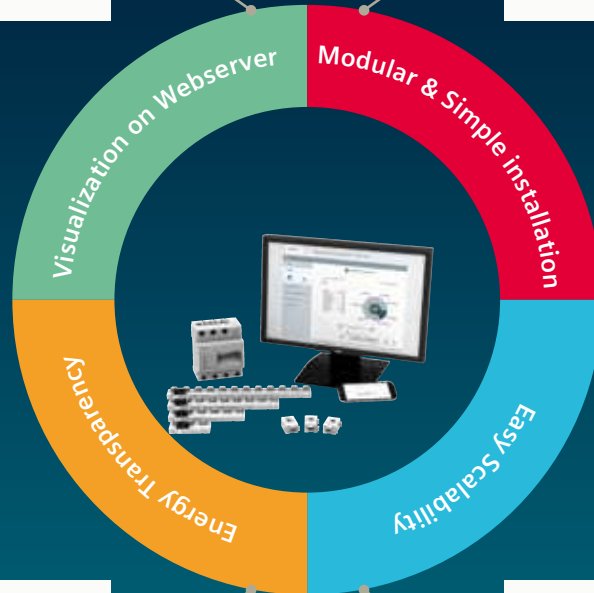 Visualization on Webserver
Modular & Simple installation
Energy Transparency
Easy Scalability